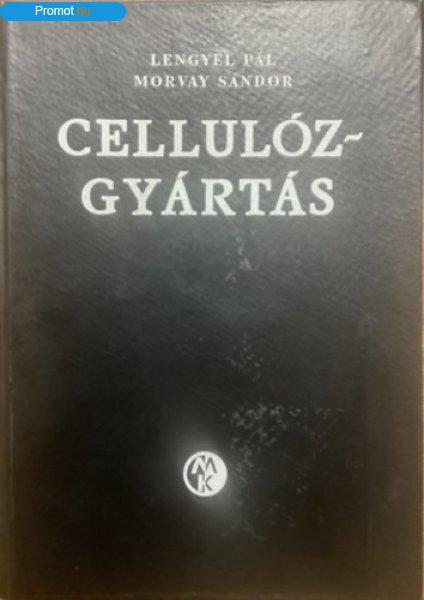 Promot.hu
LENGYEL PÁL
MORVAY SÁNDOR
CELLULÓZ-
GYÁRTÁS
MK